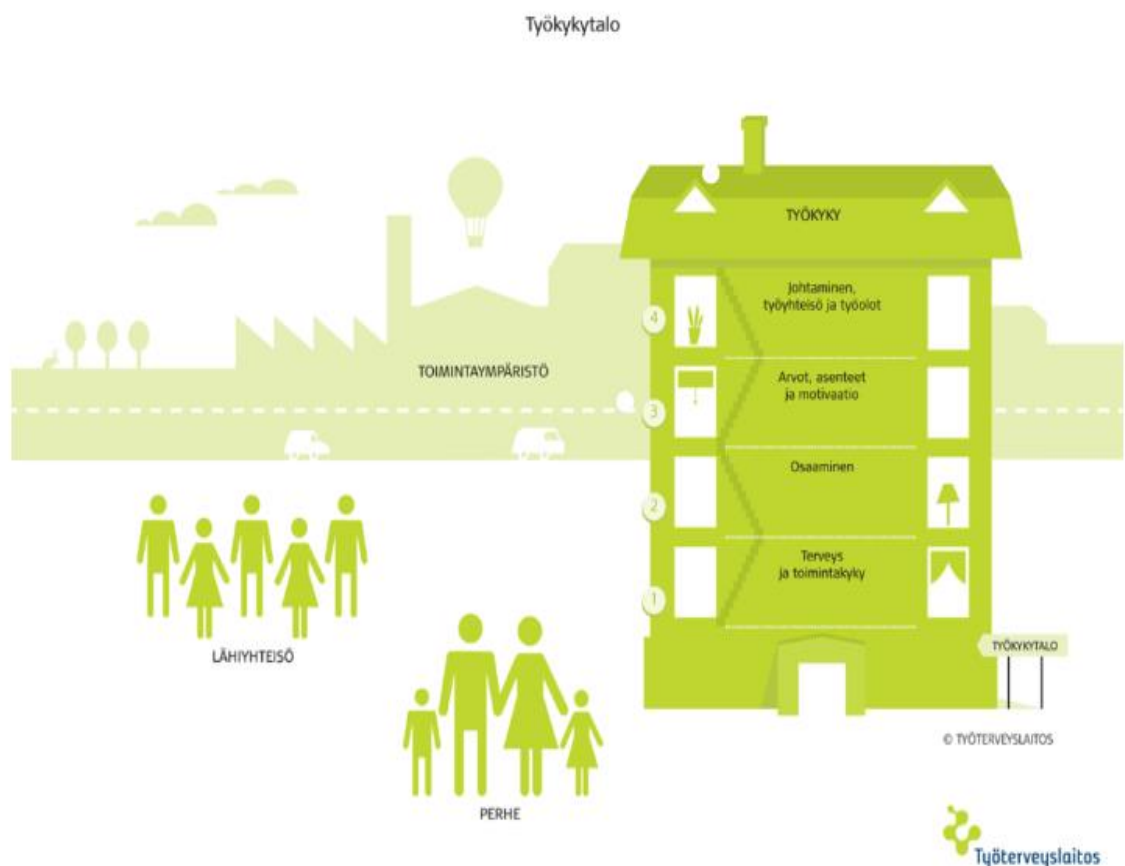 Työkykytalo
TYÖKYKY
4
Johtaminen,
työyhteisö ja työolot
TOIMINTAYMPÄRISTÖ
3
Arvot, asenteet
ja motivaatio
2
Osaaminen
1
Terveys
ja toimintakyky
LÄHIYHTEISÖ
PERHE
TYÖKYKYTALO
© TYÖTERVEYSLAITOS
Työterveyslaitos